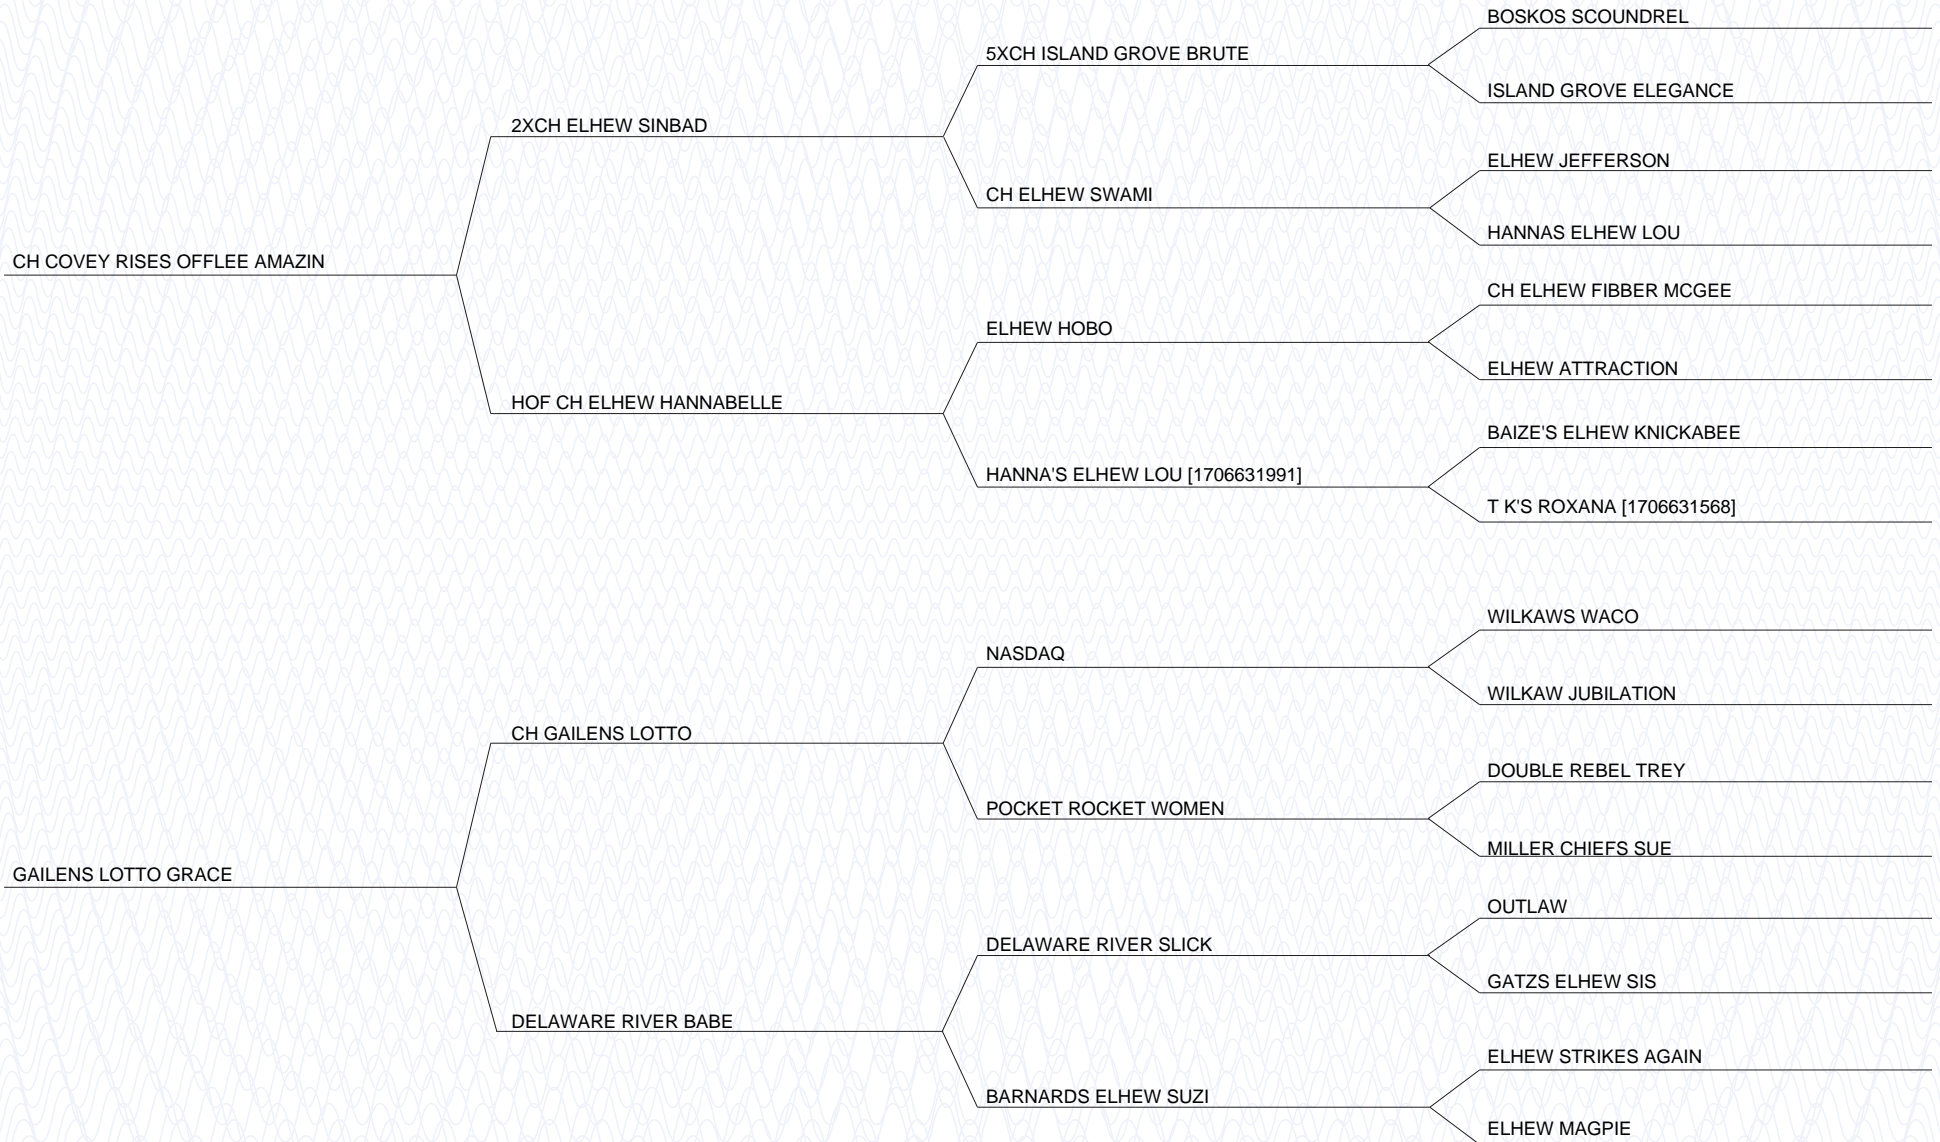 BOSKOS SCOUNDREL
5XCH ISLAND GROVE BRUTE
ISLAND GROVE ELEGANCE
2XCH ELHEW SINBAD
ELHEW JEFFERSON
CH ELHEW SWAMI
HANNAS ELHEW LOU
CH COVEY RISES OFFLEE AMAZIN
CH ELHEW FIBBER MCGEE
ELHEW HOBO
ELHEW ATTRACTION
HOF CH ELHEW HANNABELLE
BAIZE'S ELHEW KNICKABEE
HANNA'S ELHEW LOU [1706631991]
T K'S ROXANA [1706631568]
WILKAWS WACO
NASDAQ
WILKAW JUBILATION
CH GAILENS LOTTO
DOUBLE REBEL TREY
POCKET ROCKET WOMEN
MILLER CHIEFS SUE
GAILENS LOTTO GRACE
OUTLAW
DELAWARE RIVER SLICK
GATZS ELHEW SIS
DELAWARE RIVER BABE
ELHEW STRIKES AGAIN
BARNARDS ELHEW SUZI
ELHEW MAGPIE